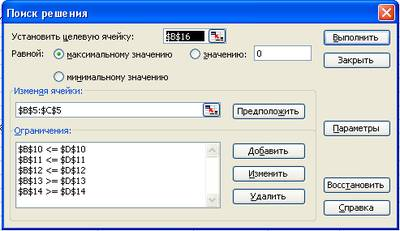 Поиск решения
Установить целевую ячейку: $B$16 Выполнить
Равной: максимальному значению значению: 0 Закрыть
минимальному значению
Изменяя ячейки:
$B$5:$C$5 Предположить
Ограничения: Параметры
$B$10 <= $D$10 Добавить
$B$11 <= $D$11
$B$12 <= $D$12 Изменить
$B$13 >= $D$13 Восстановить
$B$14 >= $D$14 Удалить
Справка